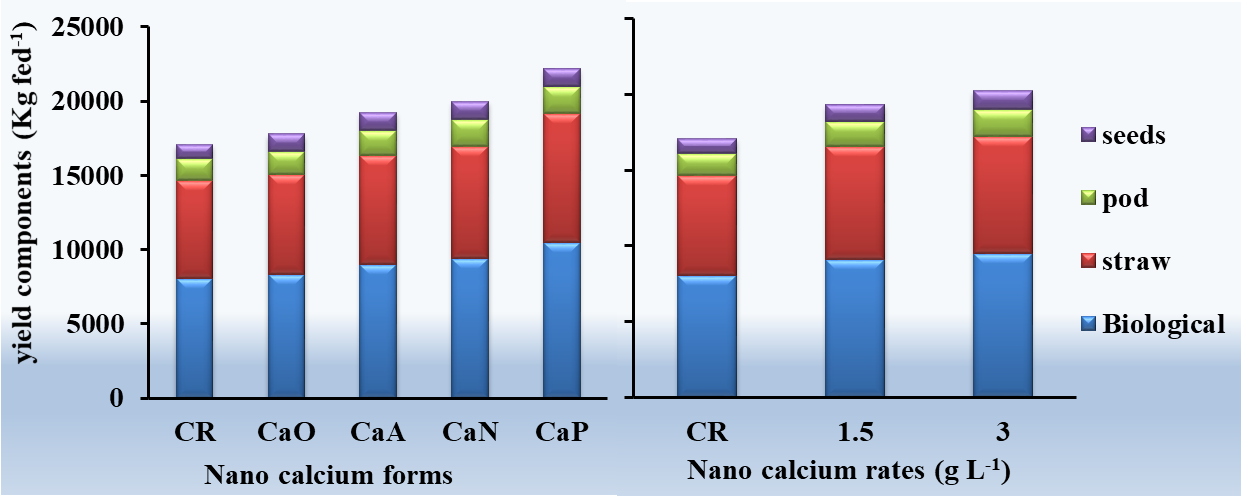 yield components (Kg fed⁻¹)
25000
20000
15000
10000
5000
0
CR CaO CaA CaN CaP
Nano calcium forms
CR 1.5 3
Nano calcium rates (g L⁻¹)
seeds
pod
straw
Biological